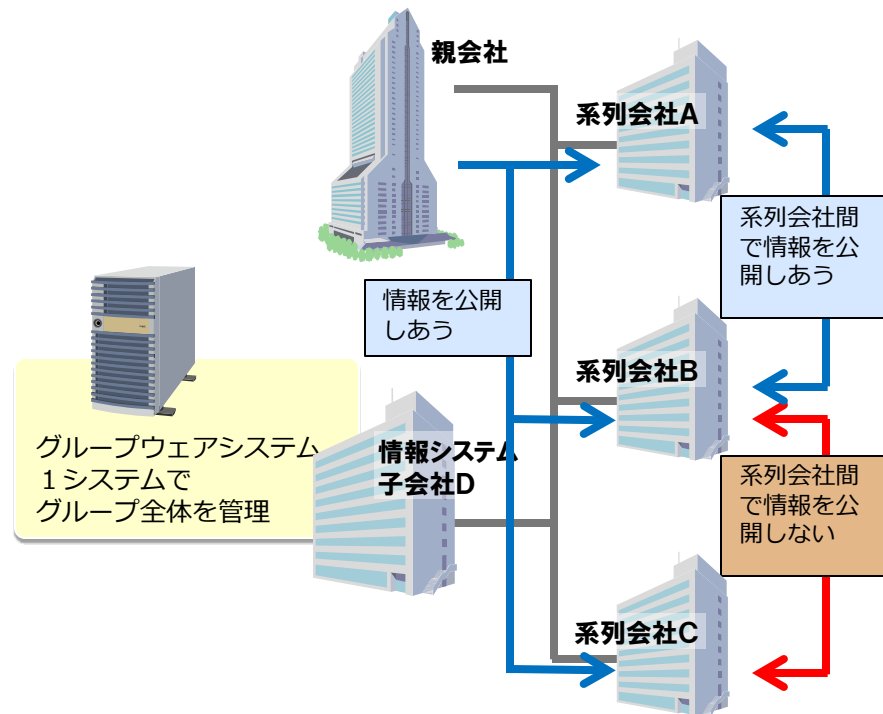 親会社
系列会社A
系列会社間
で情報を公
開しあう
情報を公開
しあう
系列会社B
グループウェアシステム
１システムで
グループ全体を管理
情報システム
子会社D
系列会社間
で情報を公
開しない
系列会社C